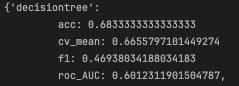 {'decisiontree':
acc: 0.6833333333333333
cv_mean: 0.6655797101449274
f1: 0.46938034188034183
roc_AUC: 0.6012311901504787,